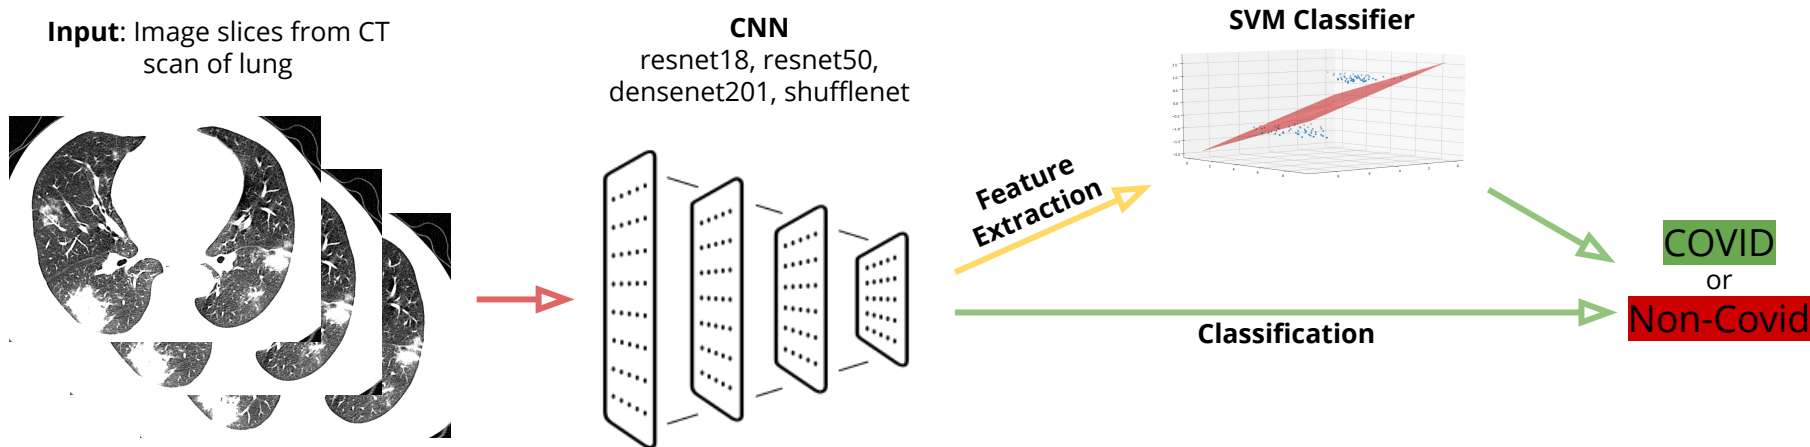 Input: Image slices from CT
scan of lung
CNN
resnet18, resnet50,
densenet201, shufflenet
SVM Classifier
Feature
Extraction
Classification
COVID
or
Non-Covid